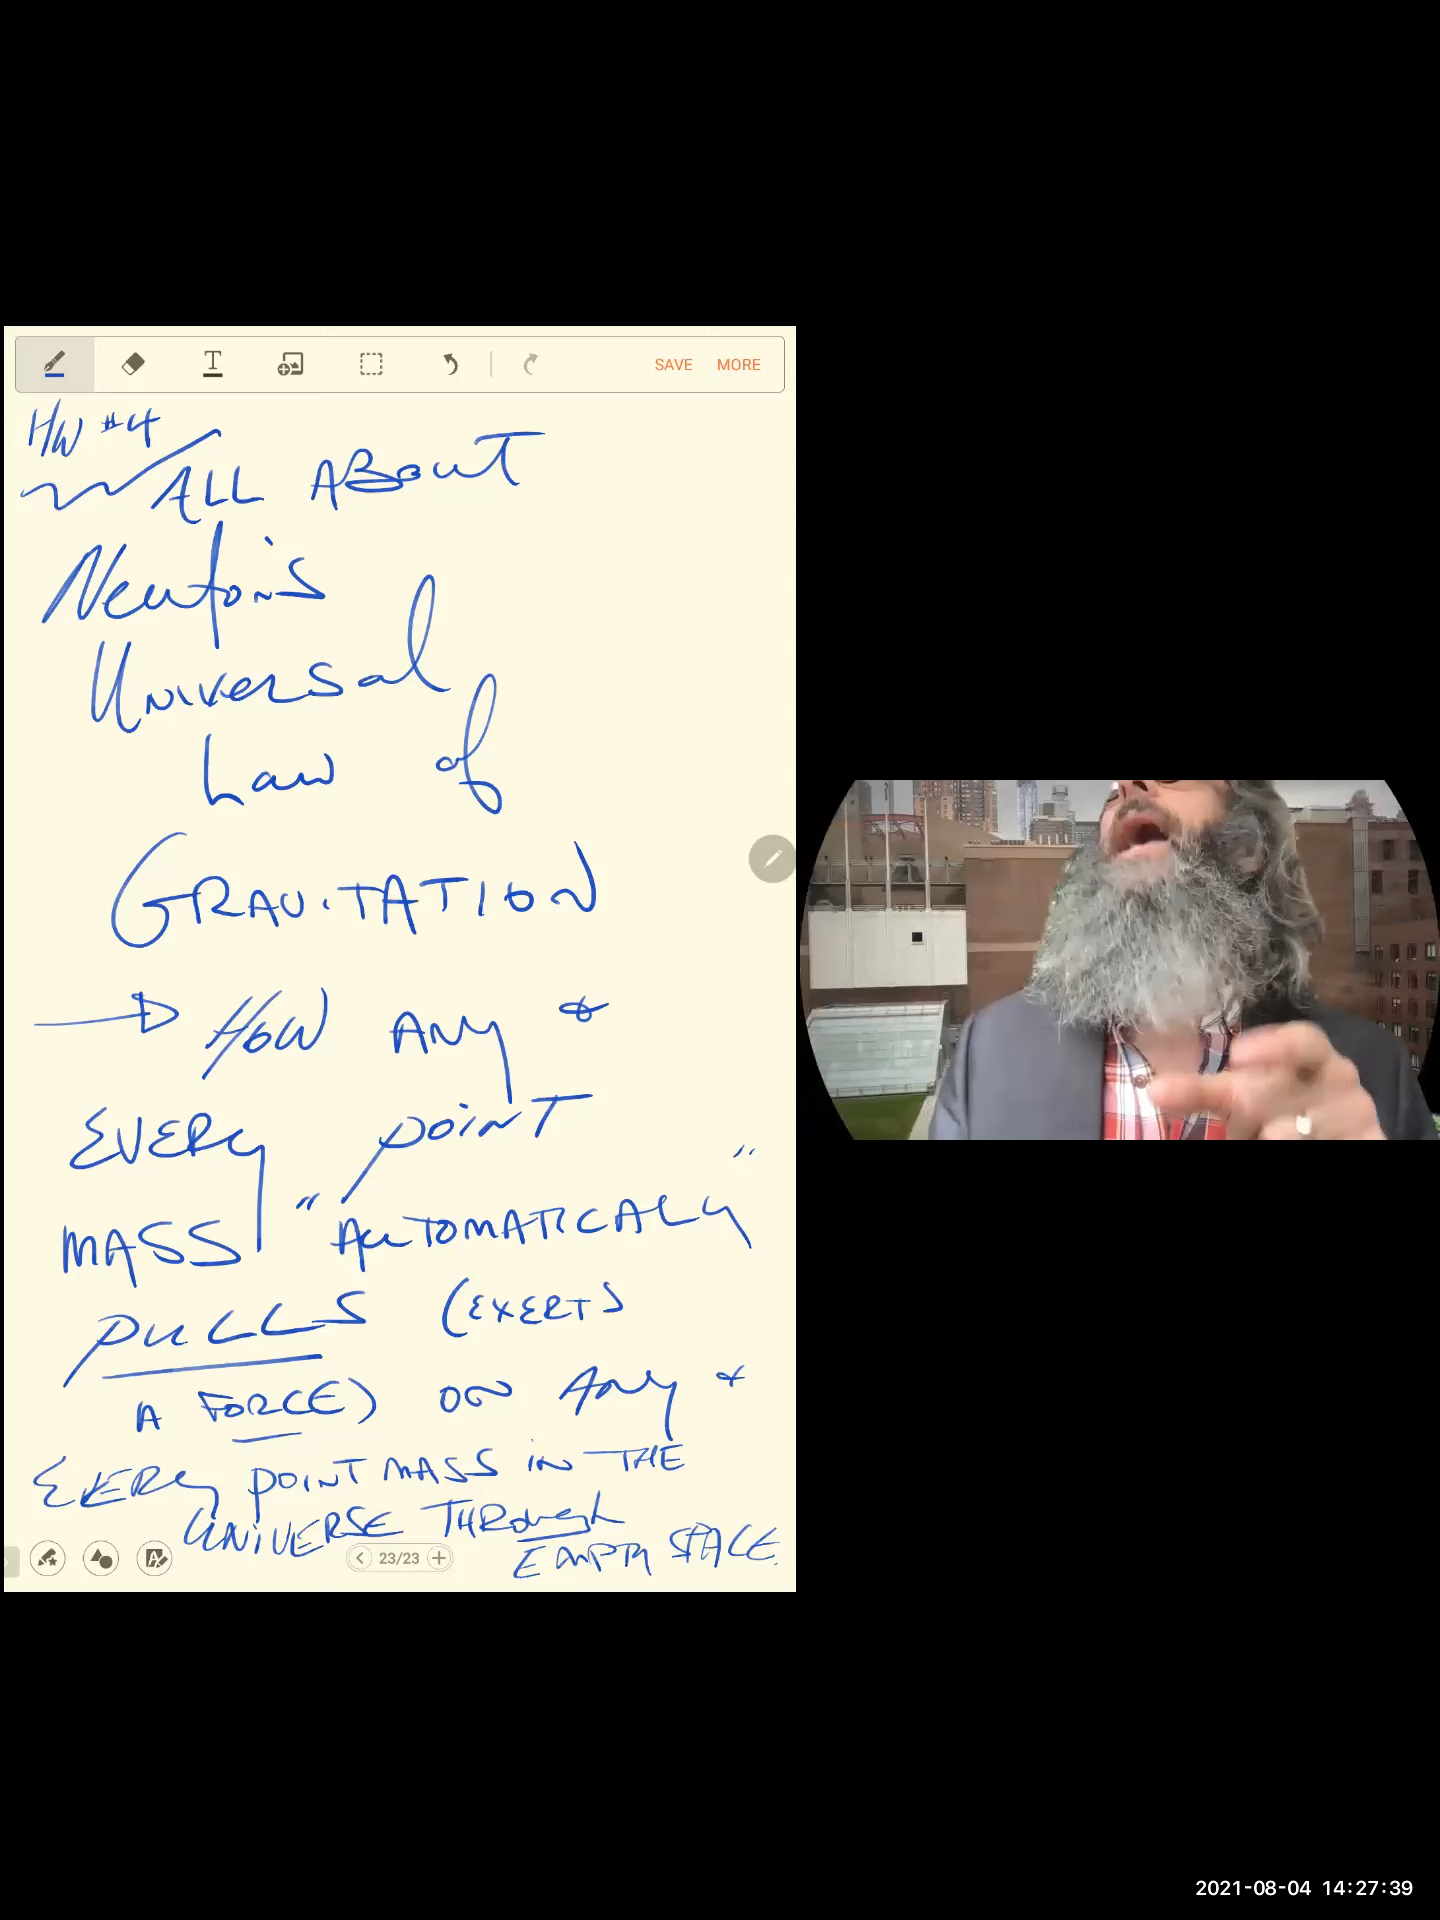 SAVE MORE
HW #4
ALL ABOUT
Newton's
Universal
Law of
GRAVITATION
HOW ANY &
EVERY POINT
MASS "AUTOMATICALY"
PULLS (EXERTS
A FORCE) ON ANY &
EVERY POINT MASS IN THE
UNIVERSE THROUGH
EMPTY SPACE.
23/23
2021-08-04 14:27:39